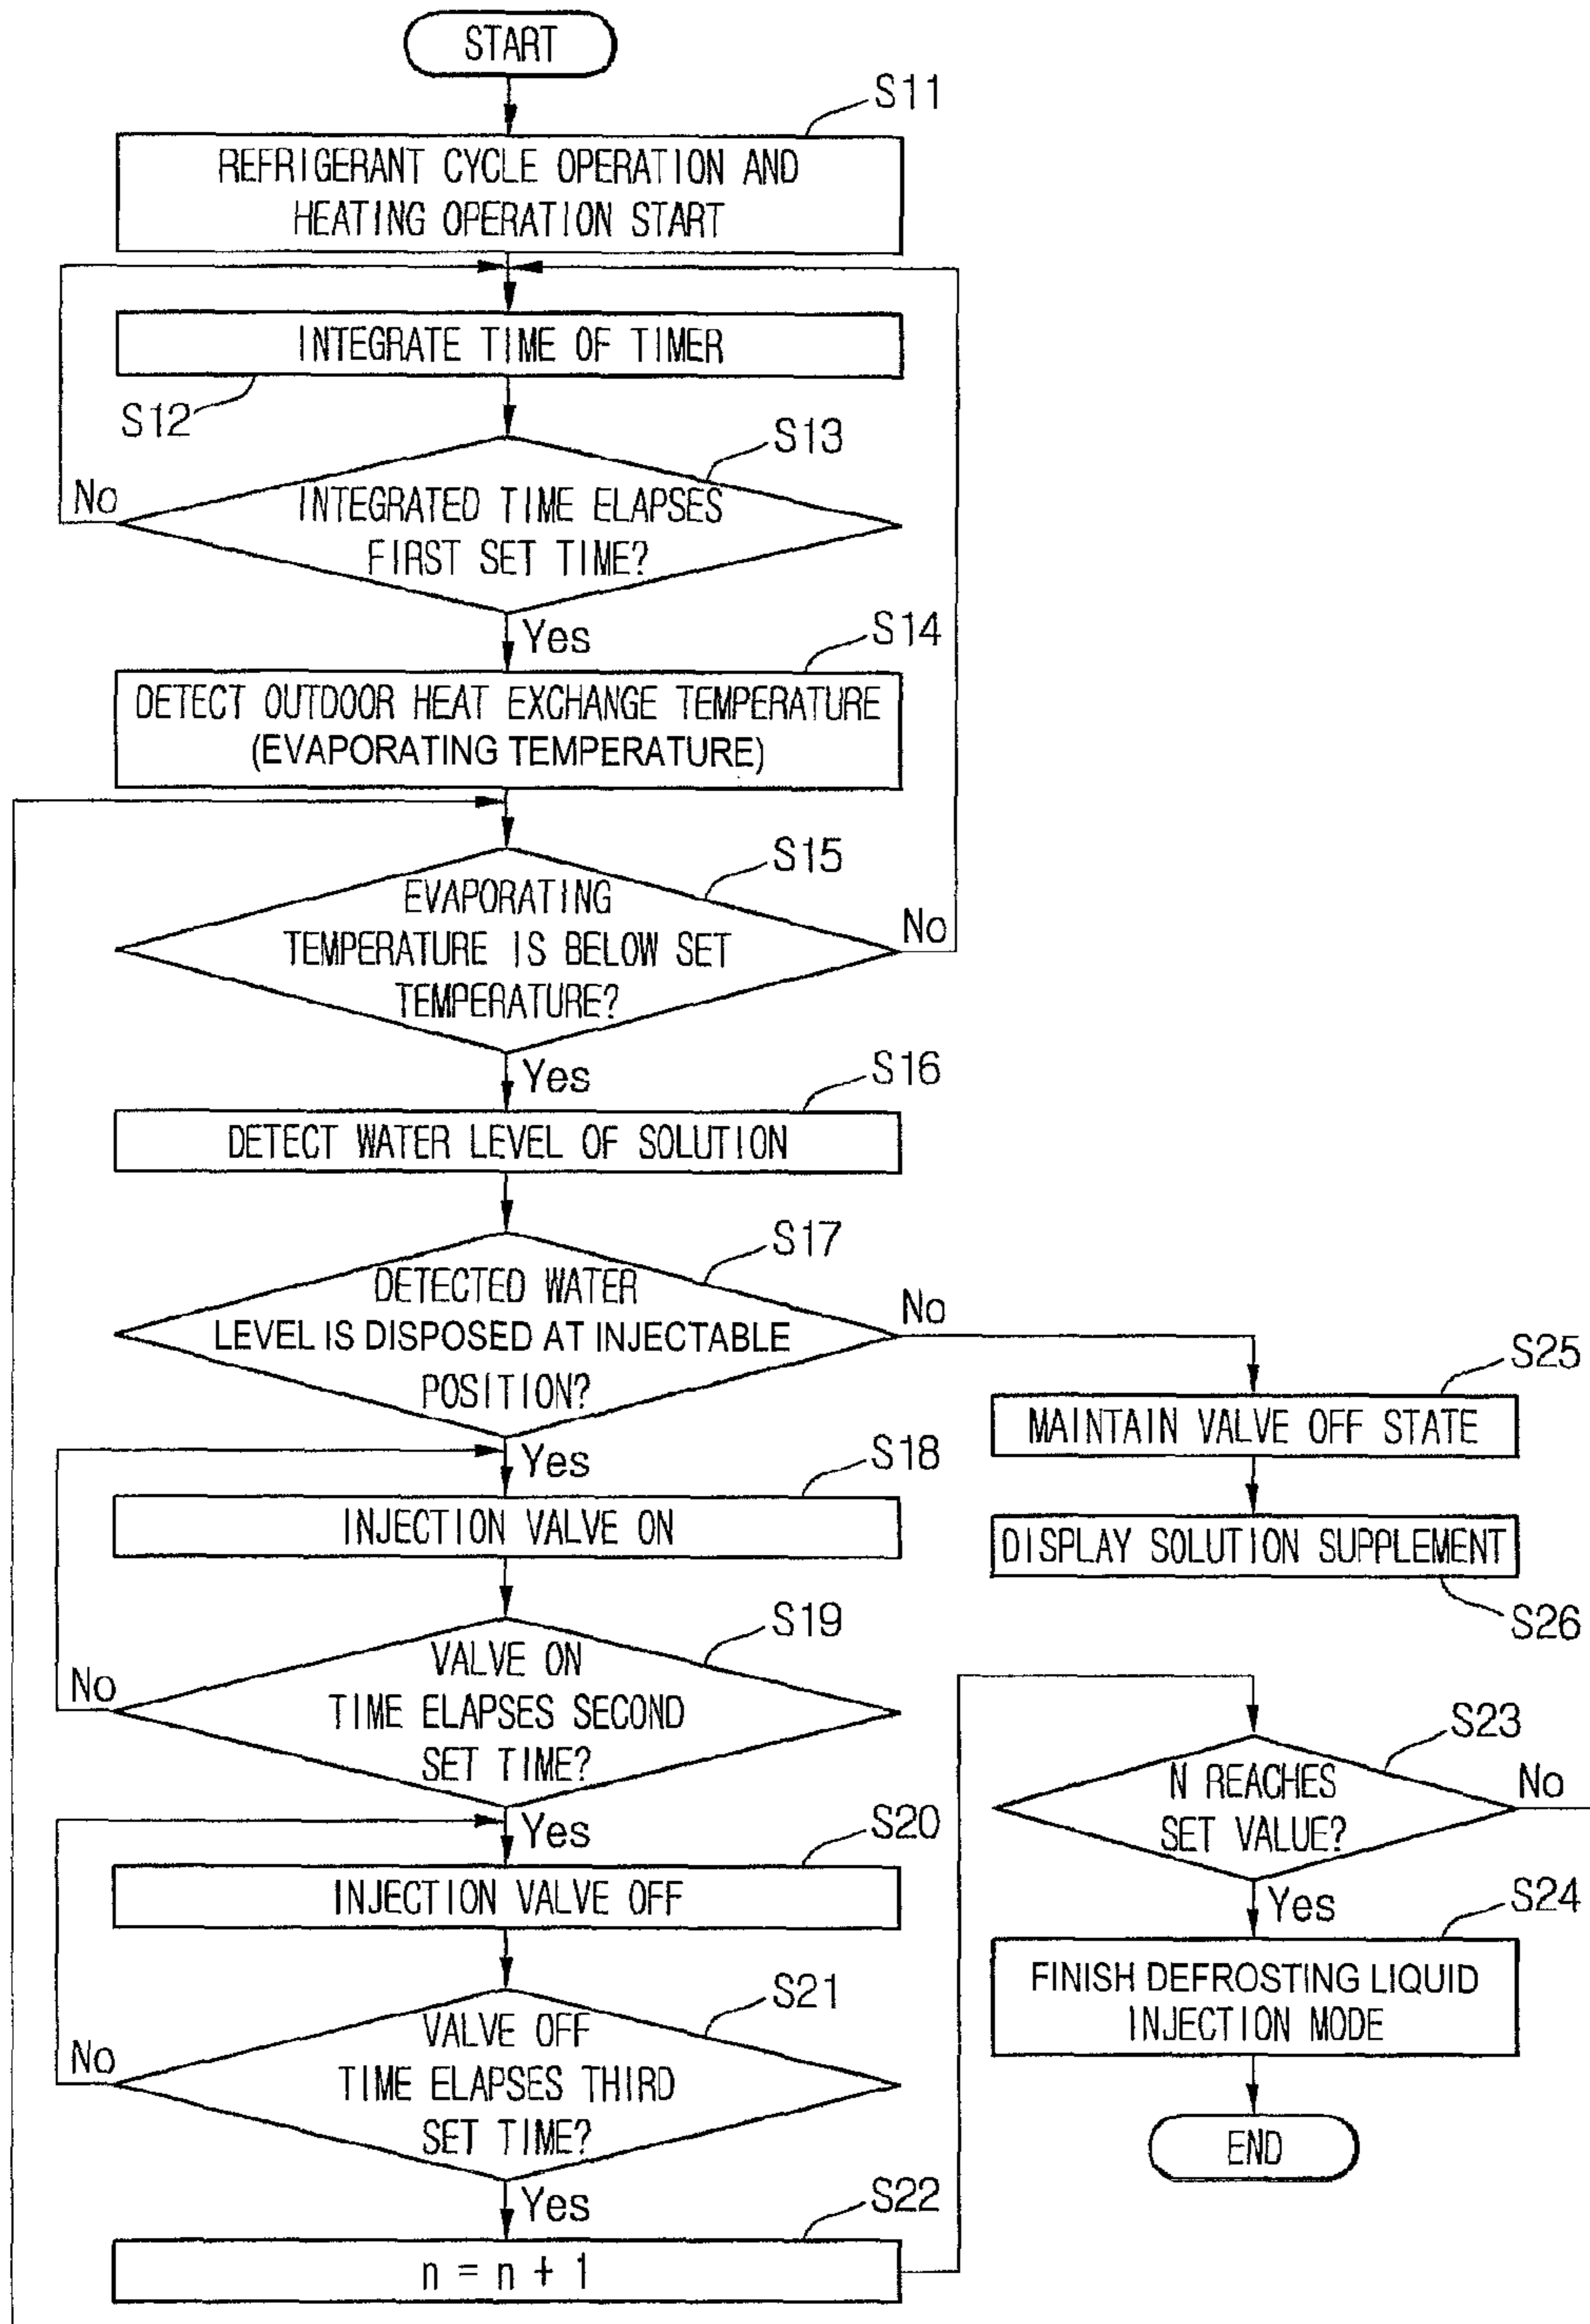 START
S11
REFRIGERANT CYCLE OPERATION AND
HEATING OPERATION START
INTEGRATE TIME OF TIMER
S12
S13
No
INTEGRATED TIME ELAPSES
FIRST SET TIME?
Yes
S14
DETECT OUTDOOR HEAT EXCHANGE TEMPERATURE
(EVAPORATING TEMPERATURE)
S15
EVAPORATING
TEMPERATURE IS BELOW SET
TEMPERATURE?
No
Yes
S16
DETECT WATER LEVEL OF SOLUTION
S17
DETECTED WATER
LEVEL IS DISPOSED AT INJECTABLE
POSITION?
No
Yes
S25
MAINTAIN VALVE OFF STATE
DISPLAY SOLUTION SUPPLEMENT
S26
S18
INJECTION VALVE ON
S19
VALVE ON
TIME ELAPSES SECOND
SET TIME?
No
Yes
S20
INJECTION VALVE OFF
S21
VALVE OFF
TIME ELAPSES THIRD
SET TIME?
No
Yes
S22
n = n + 1
S23
N REACHES
SET VALUE?
No
Yes
S24
FINISH DEFROSTING LIQUID
INJECTION MODE
END